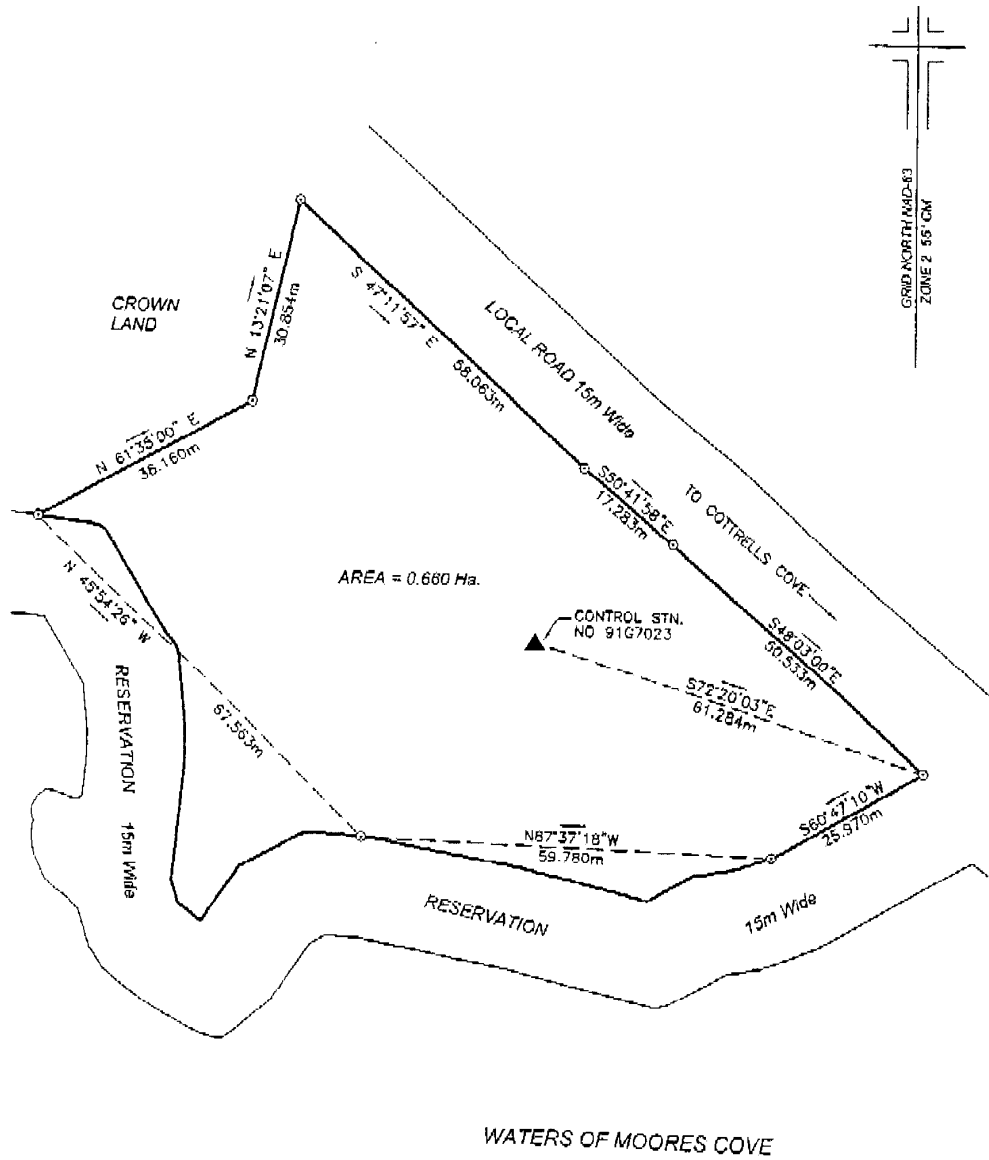 GRID NORTH NAD-83
ZONE 2 55° CM
CROWN
LAND
N 13°21'07" E
30.854m
S 47°11'57" E
58.063m
LOCAL ROAD 15m Wide
N 61°35'00" E
36.160m
S50°41'58"E
17.283m
TO COTTRELLS COVE
AREA = 0.660 Ha.
CONTROL STN.
NO 91G7023
N 45°54'26" W
67.563m
S48°03'00"E
50.533m
S72°20'03"E
61.284m
RESERVATION 15m Wide
S60°47'10"W
25.970m
N87°37'18"W
59.780m
RESERVATION
15m Wide
WATERS OF MOORES COVE